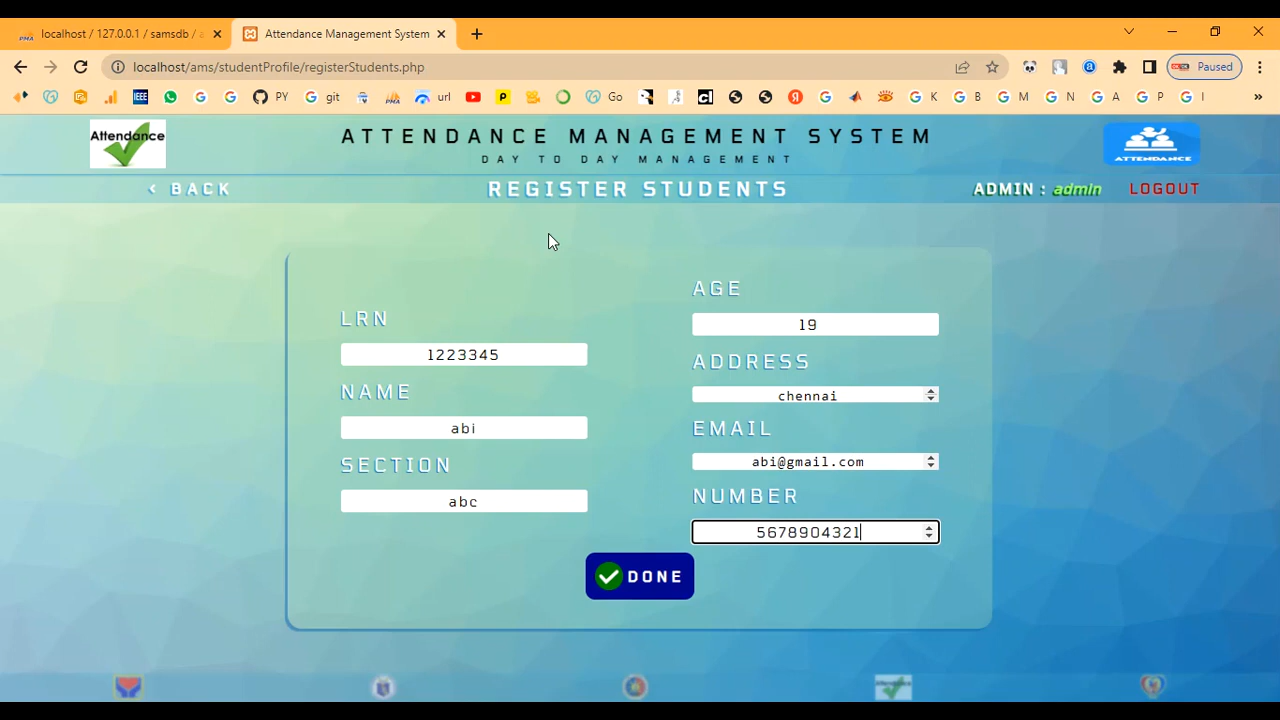 localhost / 127.0.0.1 / samsdb /
Attendance Management System
localhost/ams/studentProfile/registerStudents.php
Paused
IEEE
PY
git
url
Go
K
B
M
N
A
P
I
»
Attendance
ATTENDANCE MANAGEMENT SYSTEM
DAY TO DAY MANAGEMENT
ATTENDANCE
< BACK
REGISTER STUDENTS
ADMIN : admin
LOGOUT
LRN
1223345
NAME
abi
SECTION
abc
AGE
19
ADDRESS
chennai
EMAIL
abi@gmail.com
NUMBER
5678904321
DONE